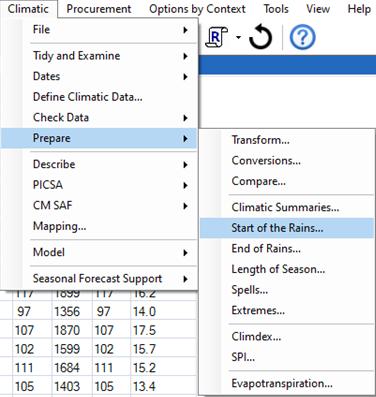 Climatic Procurement Options by Context Tools View Help
File
R
Tidy and Examine
Dates
Define Climatic Data...
Check Data
Prepare
Transform...
Describe
Conversions...
PICSA
Compare...
CM SAF
Climatic Summaries...
Mapping...
Start of the Rains...
Model
End of Rains...
Seasonal Forecast Support
Length of Season...
117 1899 117 16.2
Spells...
97 1356 97 14.0
Extremes...
107 1870 107 17.5
Climdex...
102 1599 102 15.7
SPI...
111 1684 111 15.2
105 1403 105 13.4
Evapotranspiration...